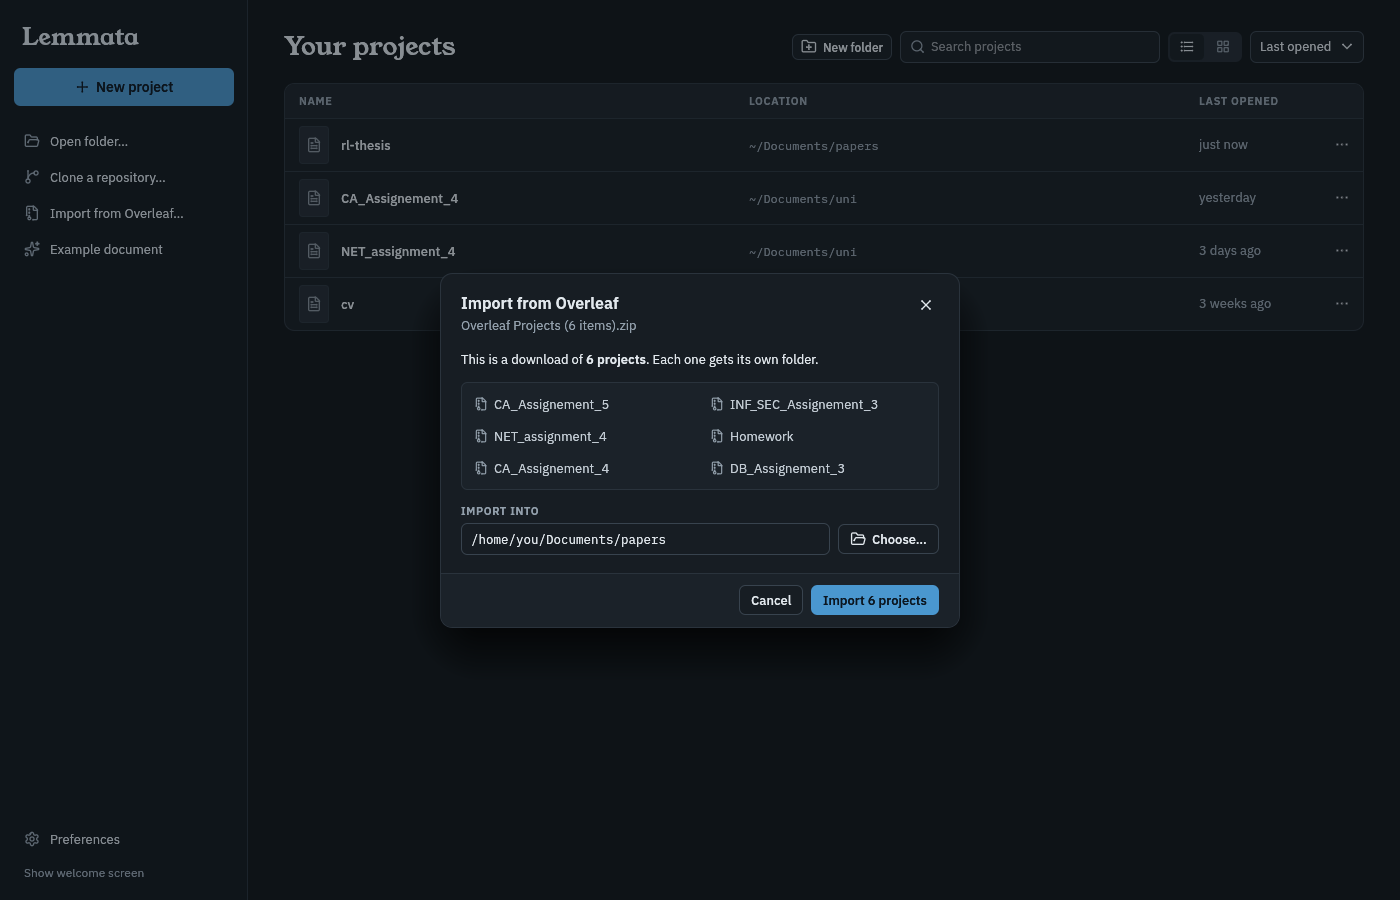 Lemmata
New project
Open folder...
Clone a repository...
Import from Overleaf...
Example document
Preferences
Show welcome screen
Your projects
New folder
Search projects
Last opened
NAME LOCATION LAST OPENED
rl-thesis ~/Documents/papers just now
CA_Assignement_4 ~/Documents/uni yesterday
NET_assignment_4 ~/Documents/uni 3 days ago
cv 3 weeks ago
Import from Overleaf
Overleaf Projects (6 items).zip
This is a download of 6 projects. Each one gets its own folder.
CA_Assignement_5 INF_SEC_Assignement_3
NET_assignment_4 Homework
CA_Assignement_4 DB_Assignement_3
IMPORT INTO
/home/you/Documents/papers Choose...
Cancel Import 6 projects